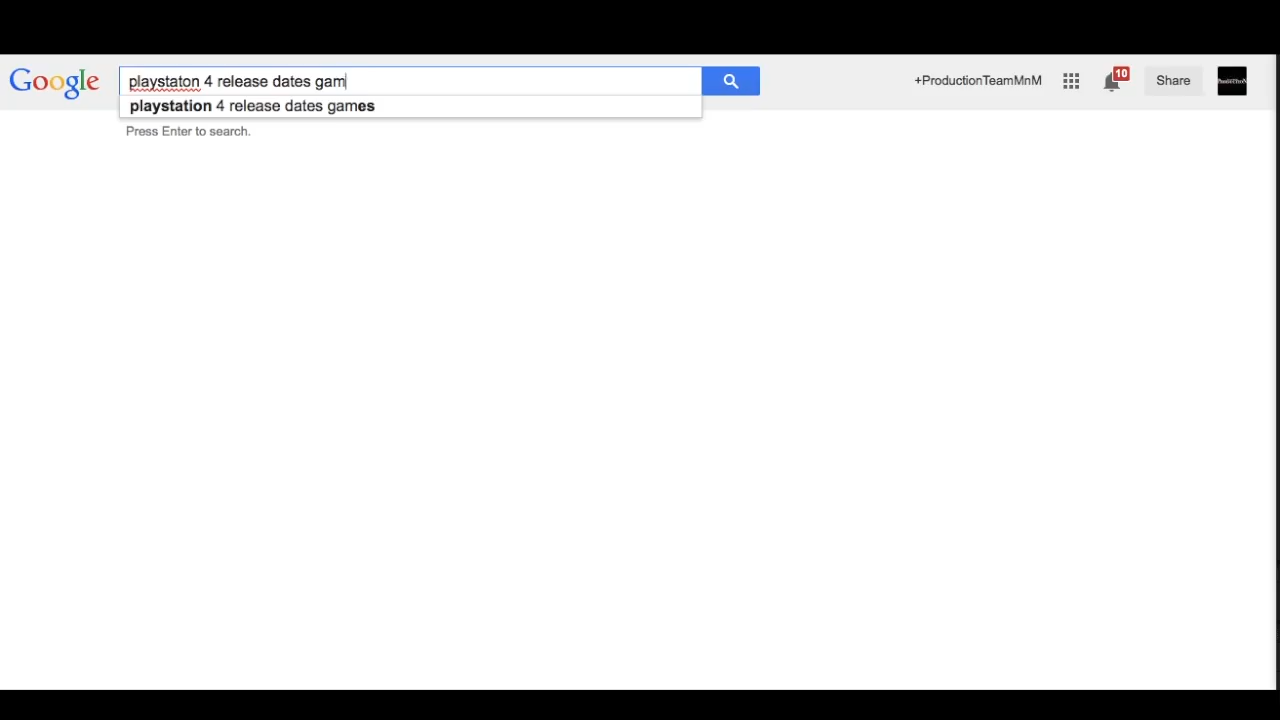 Google playstaton 4 release dates gam +ProductionTeamMnM 10 Share
playstation 4 release dates games
Press Enter to search.